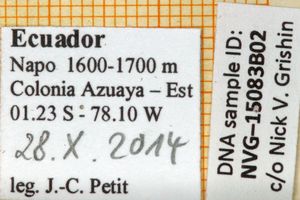 Ecuador
Napo 1600-1700 m
Colonia Azuaya – Est
01.23 S - 78.10 W
28. X. 2014
leg. J.-C. Petit
DNA sample ID:
NVG–15083B02
c/o Nick V. Grishin